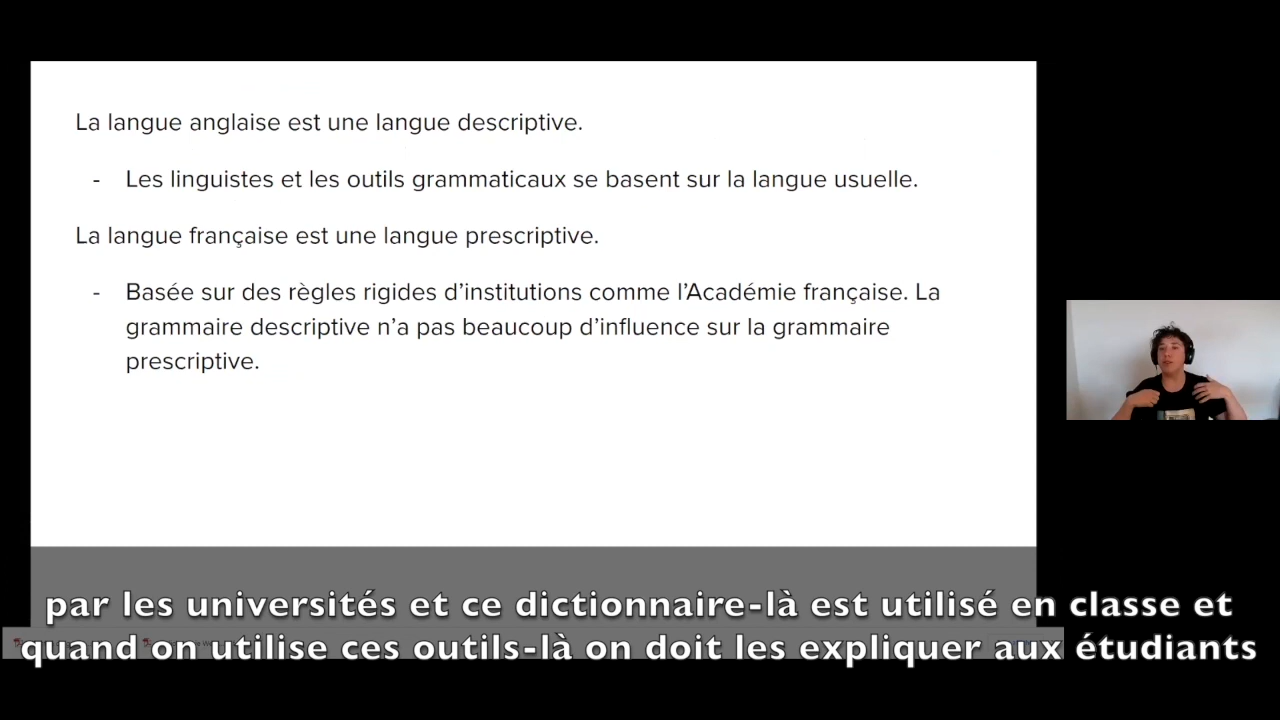 La langue anglaise est une langue descriptive.
- Les linguistes et les outils grammaticaux se basent sur la langue usuelle.
La langue française est une langue prescriptive.
- Basée sur des règles rigides d’institutions comme l’Académie française. La
grammaire descriptive n’a pas beaucoup d’influence sur la grammaire
prescriptive.
par les universités et ce dictionnaire-là est utilisé en classe et
quand on utilise ces outils-là on doit les expliquer aux étudiants